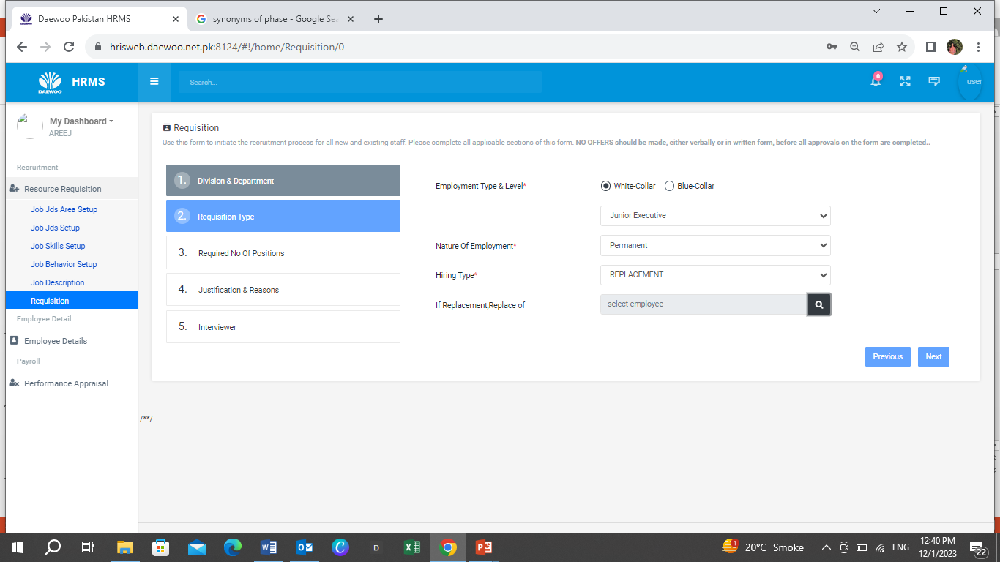 Daewoo Pakistan HRMS
synonyms of phase - Google Sea
hrisweb.daewoo.net.pk:8124/#!/home/Requisition/0
DAEWOO
HRMS
Search...
0
user
My Dashboard
AREEJ
Recruitment
Resource Requisition
Job Jds Area Setup
Job Jds Setup
Job Skills Setup
Job Behavior Setup
Job Description
Requisition
Employee Detail
Employee Details
Payroll
Performance Appraisal
Requisition
Use this form to initiate the recruitment process for all new and existing staff. Please complete all applicable sections of this form. NO OFFERS should be made, either verbally or in written form, before all approvals on the form are completed..
1. Division & Department
2. Requisition Type
3. Required No Of Positions
4. Justification & Reasons
5. Interviewer
Employment Type & Level* White-Collar Blue-Collar
Junior Executive
Nature Of Employment* Permanent
Hiring Type* REPLACEMENT
If Replacement,Replace of select employee
Previous Next
/**/
D
1
20°C Smoke
ENG
12:40 PM
12/1/2023
22